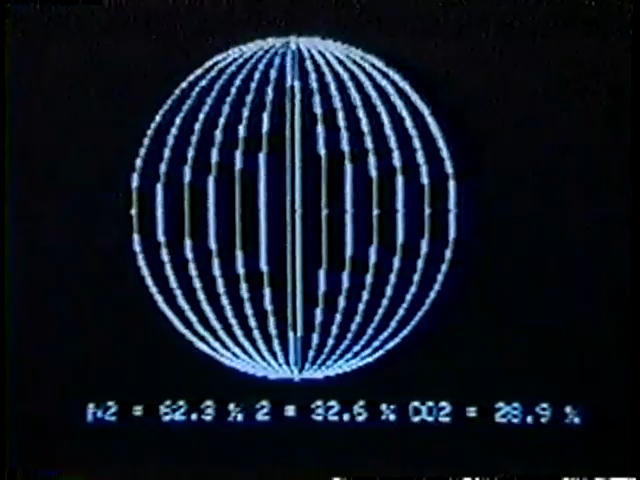 N2 = 62.3 % 2 = 32.6 % CO2 = 28.9 %